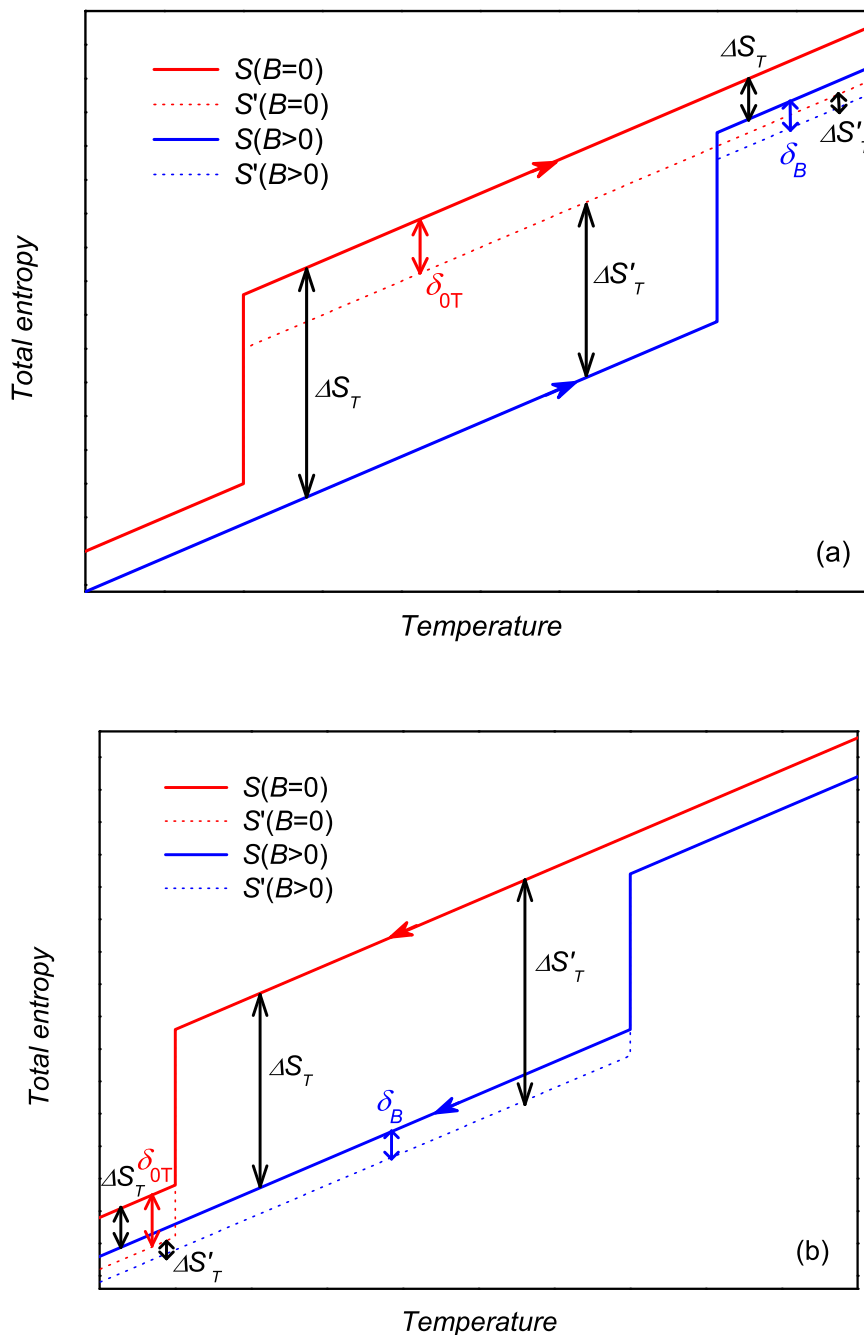 S(B=0)
S'(B=0)
S(B>0)
S'(B>0)
ΔS_T
ΔS'_T
δ_B
δ_0T
ΔS'_T
ΔS_T
Total entropy
(a)
Temperature
S(B=0)
S'(B=0)
S(B>0)
S'(B>0)
ΔS'_T
ΔS_T
δ_B
ΔS_T
δ_0T
ΔS'_T
Total entropy
(b)
Temperature